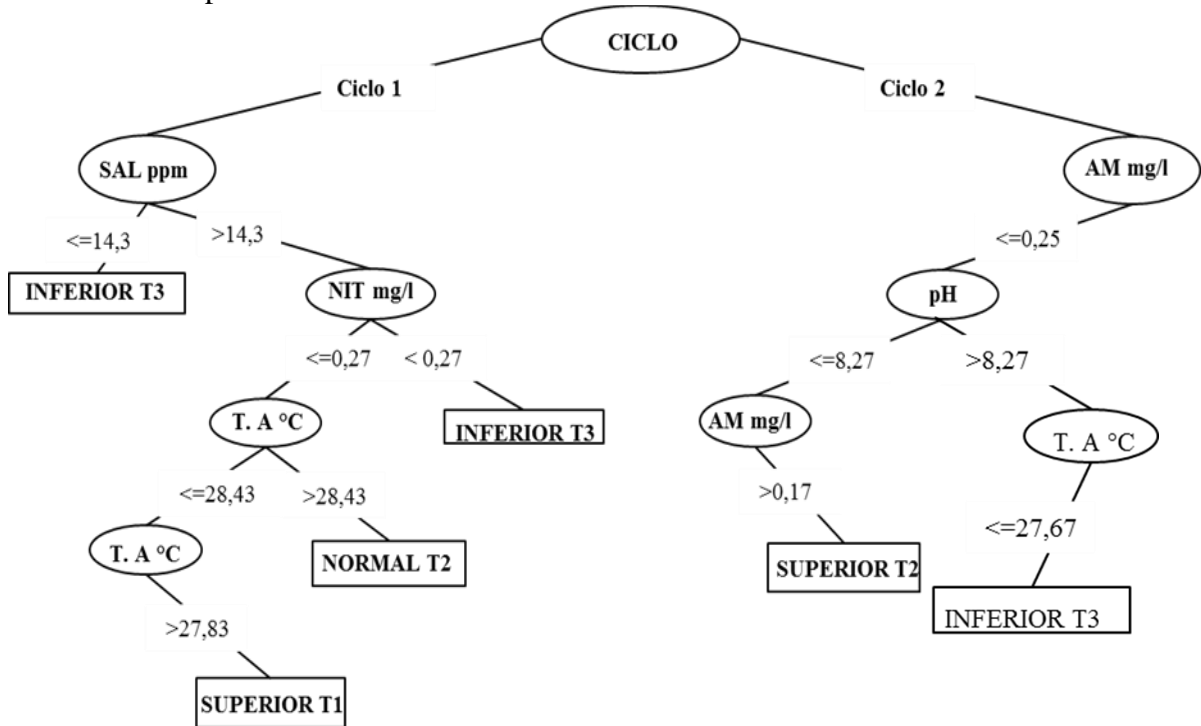 CICLO
Ciclo 1
Ciclo 2
SAL ppm
AM mg/l
<=14,3
>14,3
<=0,25
INFERIOR T3
NIT mg/l
pH
<=0,27
< 0,27
<=8,27
>8,27
T. A °C
INFERIOR T3
AM mg/l
T. A °C
<=28,43
>28,43
>0,17
<=27,67
T. A °C
NORMAL T2
SUPERIOR T2
INFERIOR T3
>27,83
SUPERIOR T1